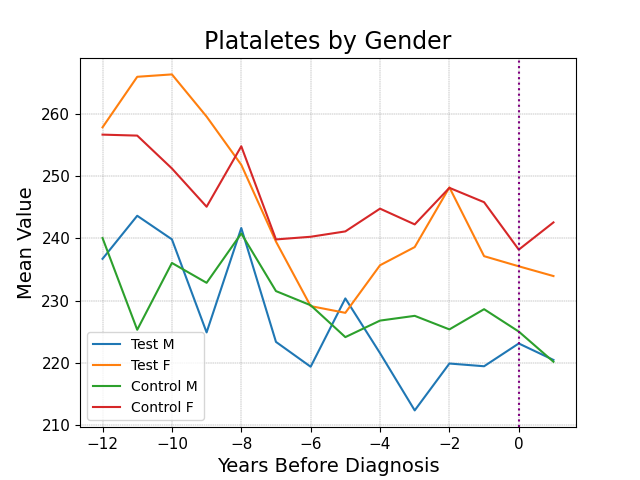 Plataletes by Gender
Mean Value
260
250
240
230
220
210
Test M
Test F
Control M
Control F
−12
−10
−8
−6
−4
−2
0
Years Before Diagnosis